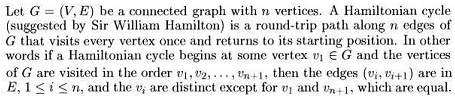 Let G = (V, E) be a connected graph with n vertices. A Hamiltonian cycle
(suggested by Sir William Hamilton) is a round-trip path along n edges of
G that visits every vertex once and returns to its starting position. In other
words if a Hamiltonian cycle begins at some vertex v₁ ∈ G and the vertices
of G are visited in the order v₁, v₂, . . . , vₙ₊₁, then the edges (vᵢ, vᵢ₊₁) are in
E, 1 ≤ i ≤ n, and the vᵢ are distinct except for v₁ and vₙ₊₁, which are equal.